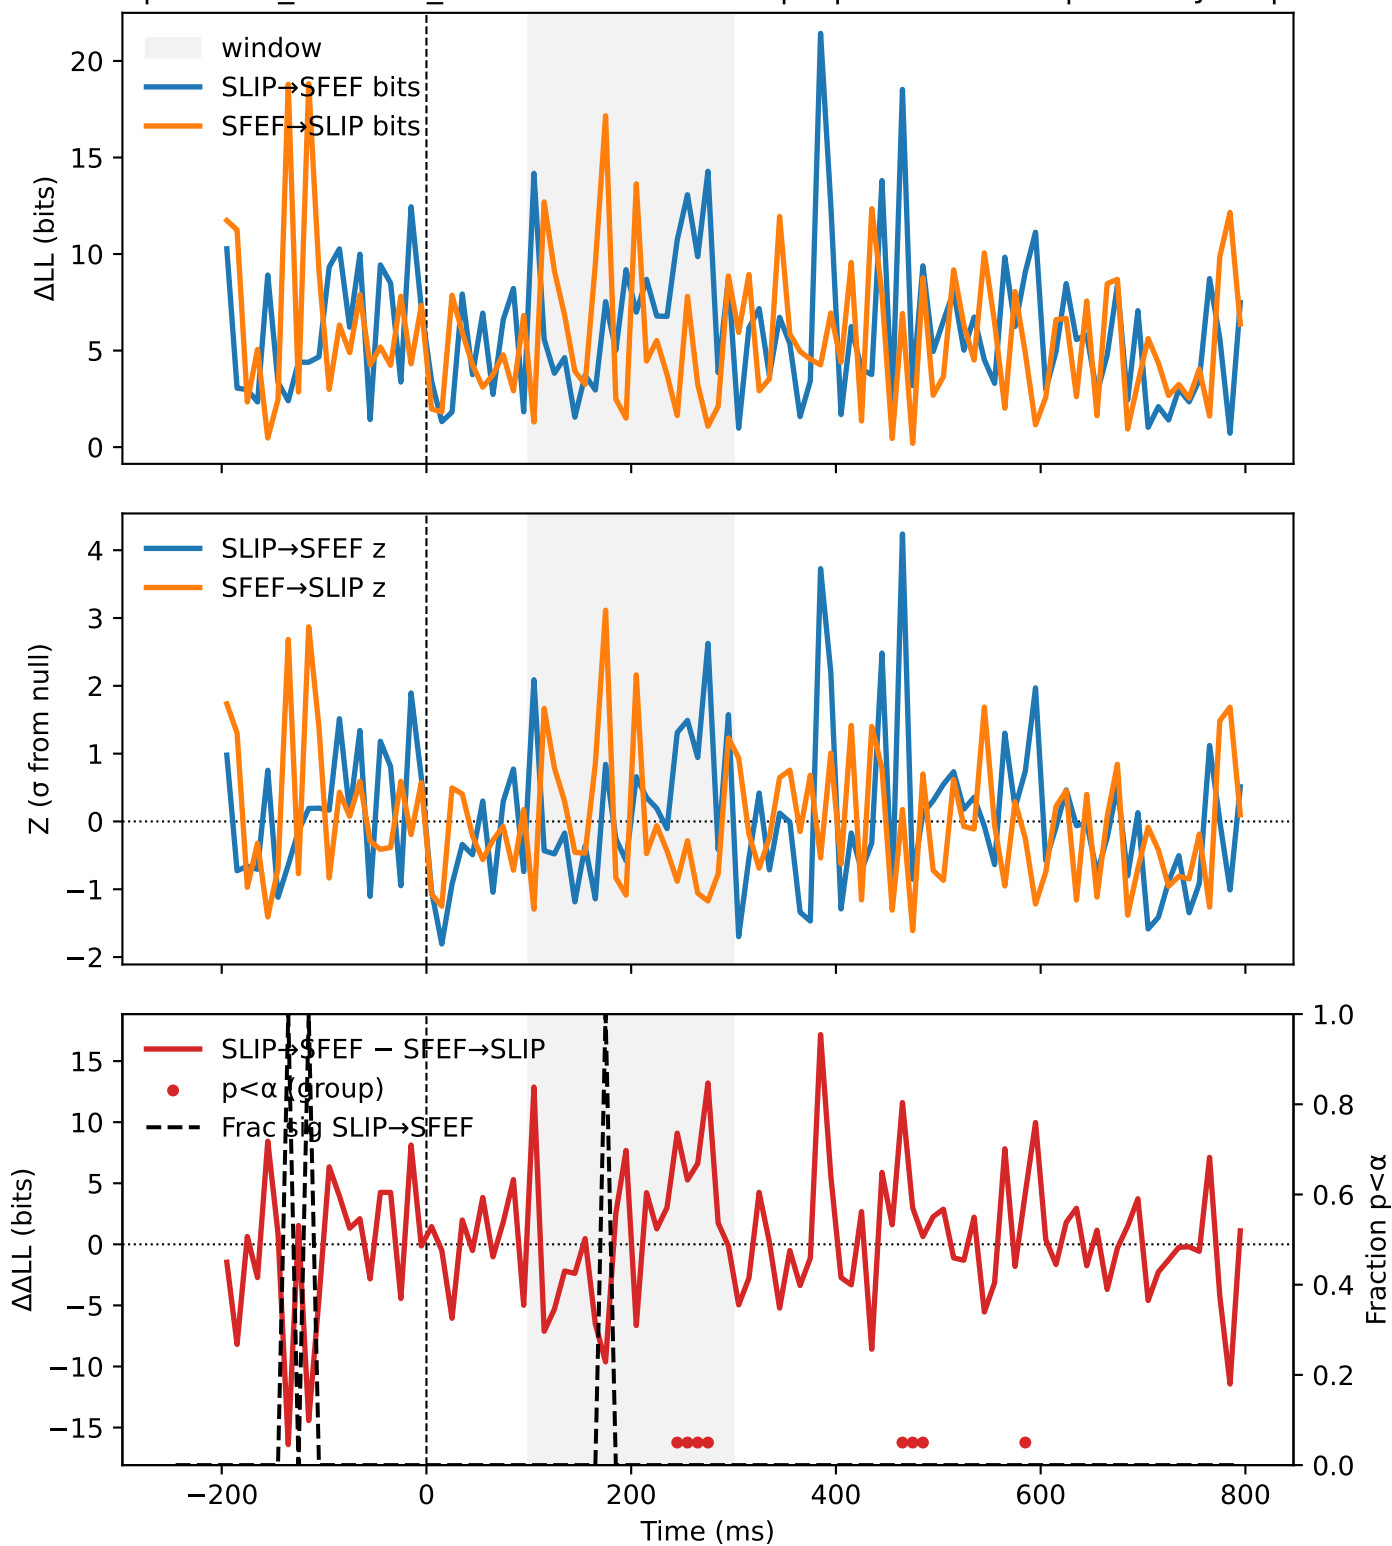 window
SLIP→SFEF bits
SFEF→SLIP bits
ΔLL (bits)
20
15
10
5
0
SLIP→SFEF z
SFEF→SLIP z
Z (σ from null)
4
3
2
1
0
−1
−2
SLIP→SFEF − SFEF→SLIP
p<α (group)
Frac sig SLIP→SFEF
ΔΔLL (bits)
15
10
5
0
−5
−10
−15
1.0
0.8
0.6
0.4
0.2
0.0
Fraction p<α
−200
0
200
400
600
800
Time (ms)